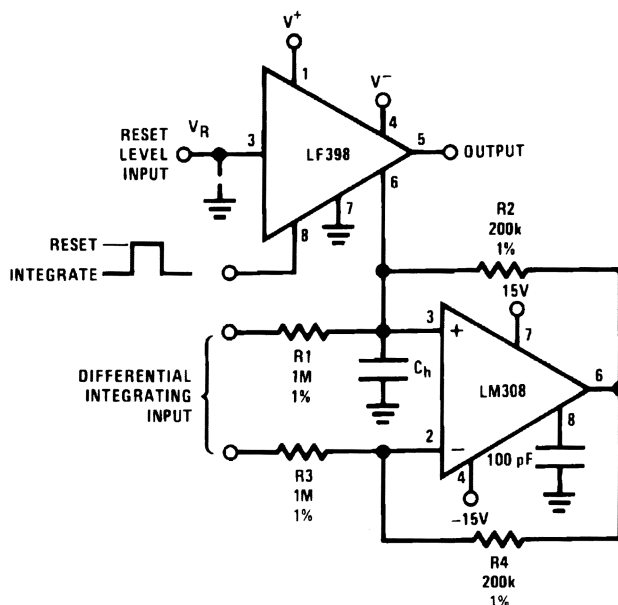 V+
1
V−
4
RESET
LEVEL
INPUT
VR
3
LF398
5
OUTPUT
6
7
8
RESET
INTEGRATE
R2
200k
1%
15V
7
DIFFERENTIAL
INTEGRATING
INPUT
R1
1M
1%
Ch
3
+
LM308
6
2
−
8
100 pF
4
−15V
R3
1M
1%
R4
200k
1%